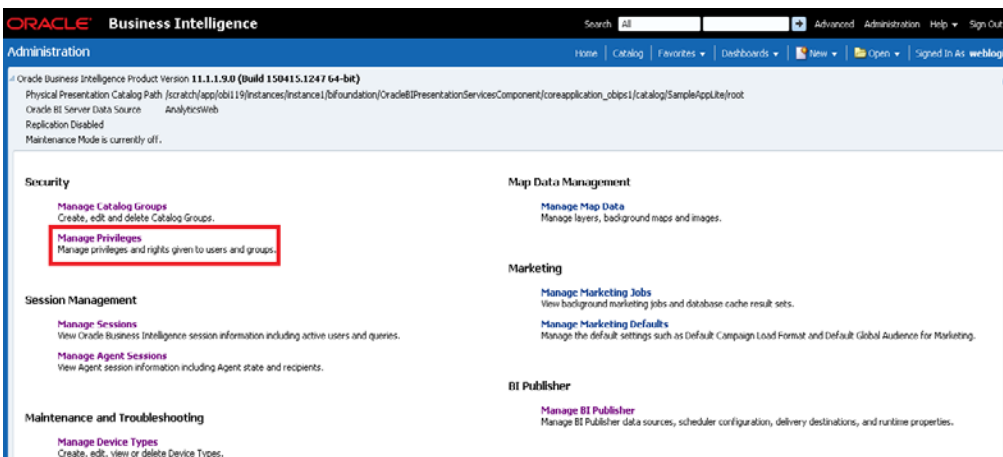 ORACLE Business Intelligence
Search All Advanced Administration Help Sign Out
Administration
Home Catalog Favorites Dashboards New Open Signed In As weblog
Oracle Business Intelligence Product Version 11.1.1.9.0 (Build 150415.1247 64-bit)
Physical Presentation Catalog Path /scratch/app/obi119/instances/instance1/bifoundation/OracleBIPresentationServicesComponent/coreapplication_obips1/catalog/SampleAppLite/root
Oracle BI Server Data Source AnalyticsWeb
Replication Disabled
Maintenance Mode is currently off.
Security
Manage Catalog Groups
Create, edit and delete Catalog Groups.
Manage Privileges
Manage privileges and rights given to users and groups.
Session Management
Manage Sessions
View Oracle Business Intelligence session information including active users and queries.
Manage Agent Sessions
View Agent session information including Agent state and recipients.
Maintenance and Troubleshooting
Manage Device Types
Create, edit, view or delete Device Types.
Map Data Management
Manage Map Data
Manage layers, background maps and images.
Marketing
Manage Marketing Jobs
View background marketing jobs and database cache result sets.
Manage Marketing Defaults
Manage the default settings such as Default Campaign Load Format and Default Global Audience for Marketing.
BI Publisher
Manage BI Publisher
Manage BI Publisher data sources, scheduler configuration, delivery destinations, and runtime properties.